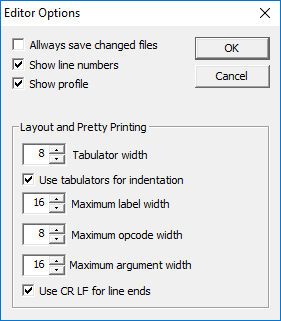 Editor Options
Allways save changed files
OK
Show line numbers
Cancel
Show profile
Layout and Pretty Printing
8 Tabulator width
Use tabulators for indentation
16 Maximum label width
8 Maximum opcode width
16 Maximum argument width
Use CR LF for line ends